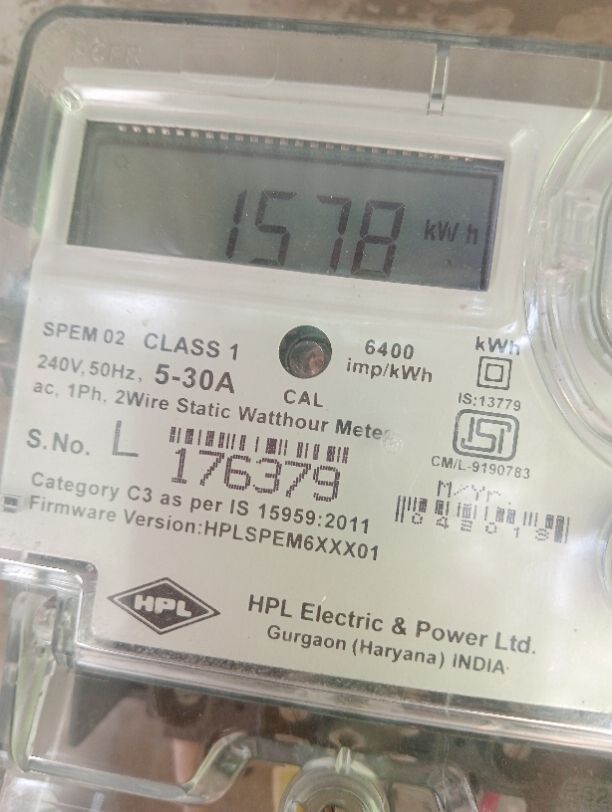 1578 kWh
SPEM 02 CLASS 1
240V, 50Hz, 5-30A
ac, 1Ph, 2Wire Static Watthour Meter
CAL
6400
imp/kWh
kWh
IS:13779
ISI
CM/L-9190783
S.No. L 176379
M/Yr
042019
Category C3 as per IS 15959:2011
Firmware Version:HPLSPEM6XXX01
HPL
HPL Electric & Power Ltd.
Gurgaon (Haryana) INDIA